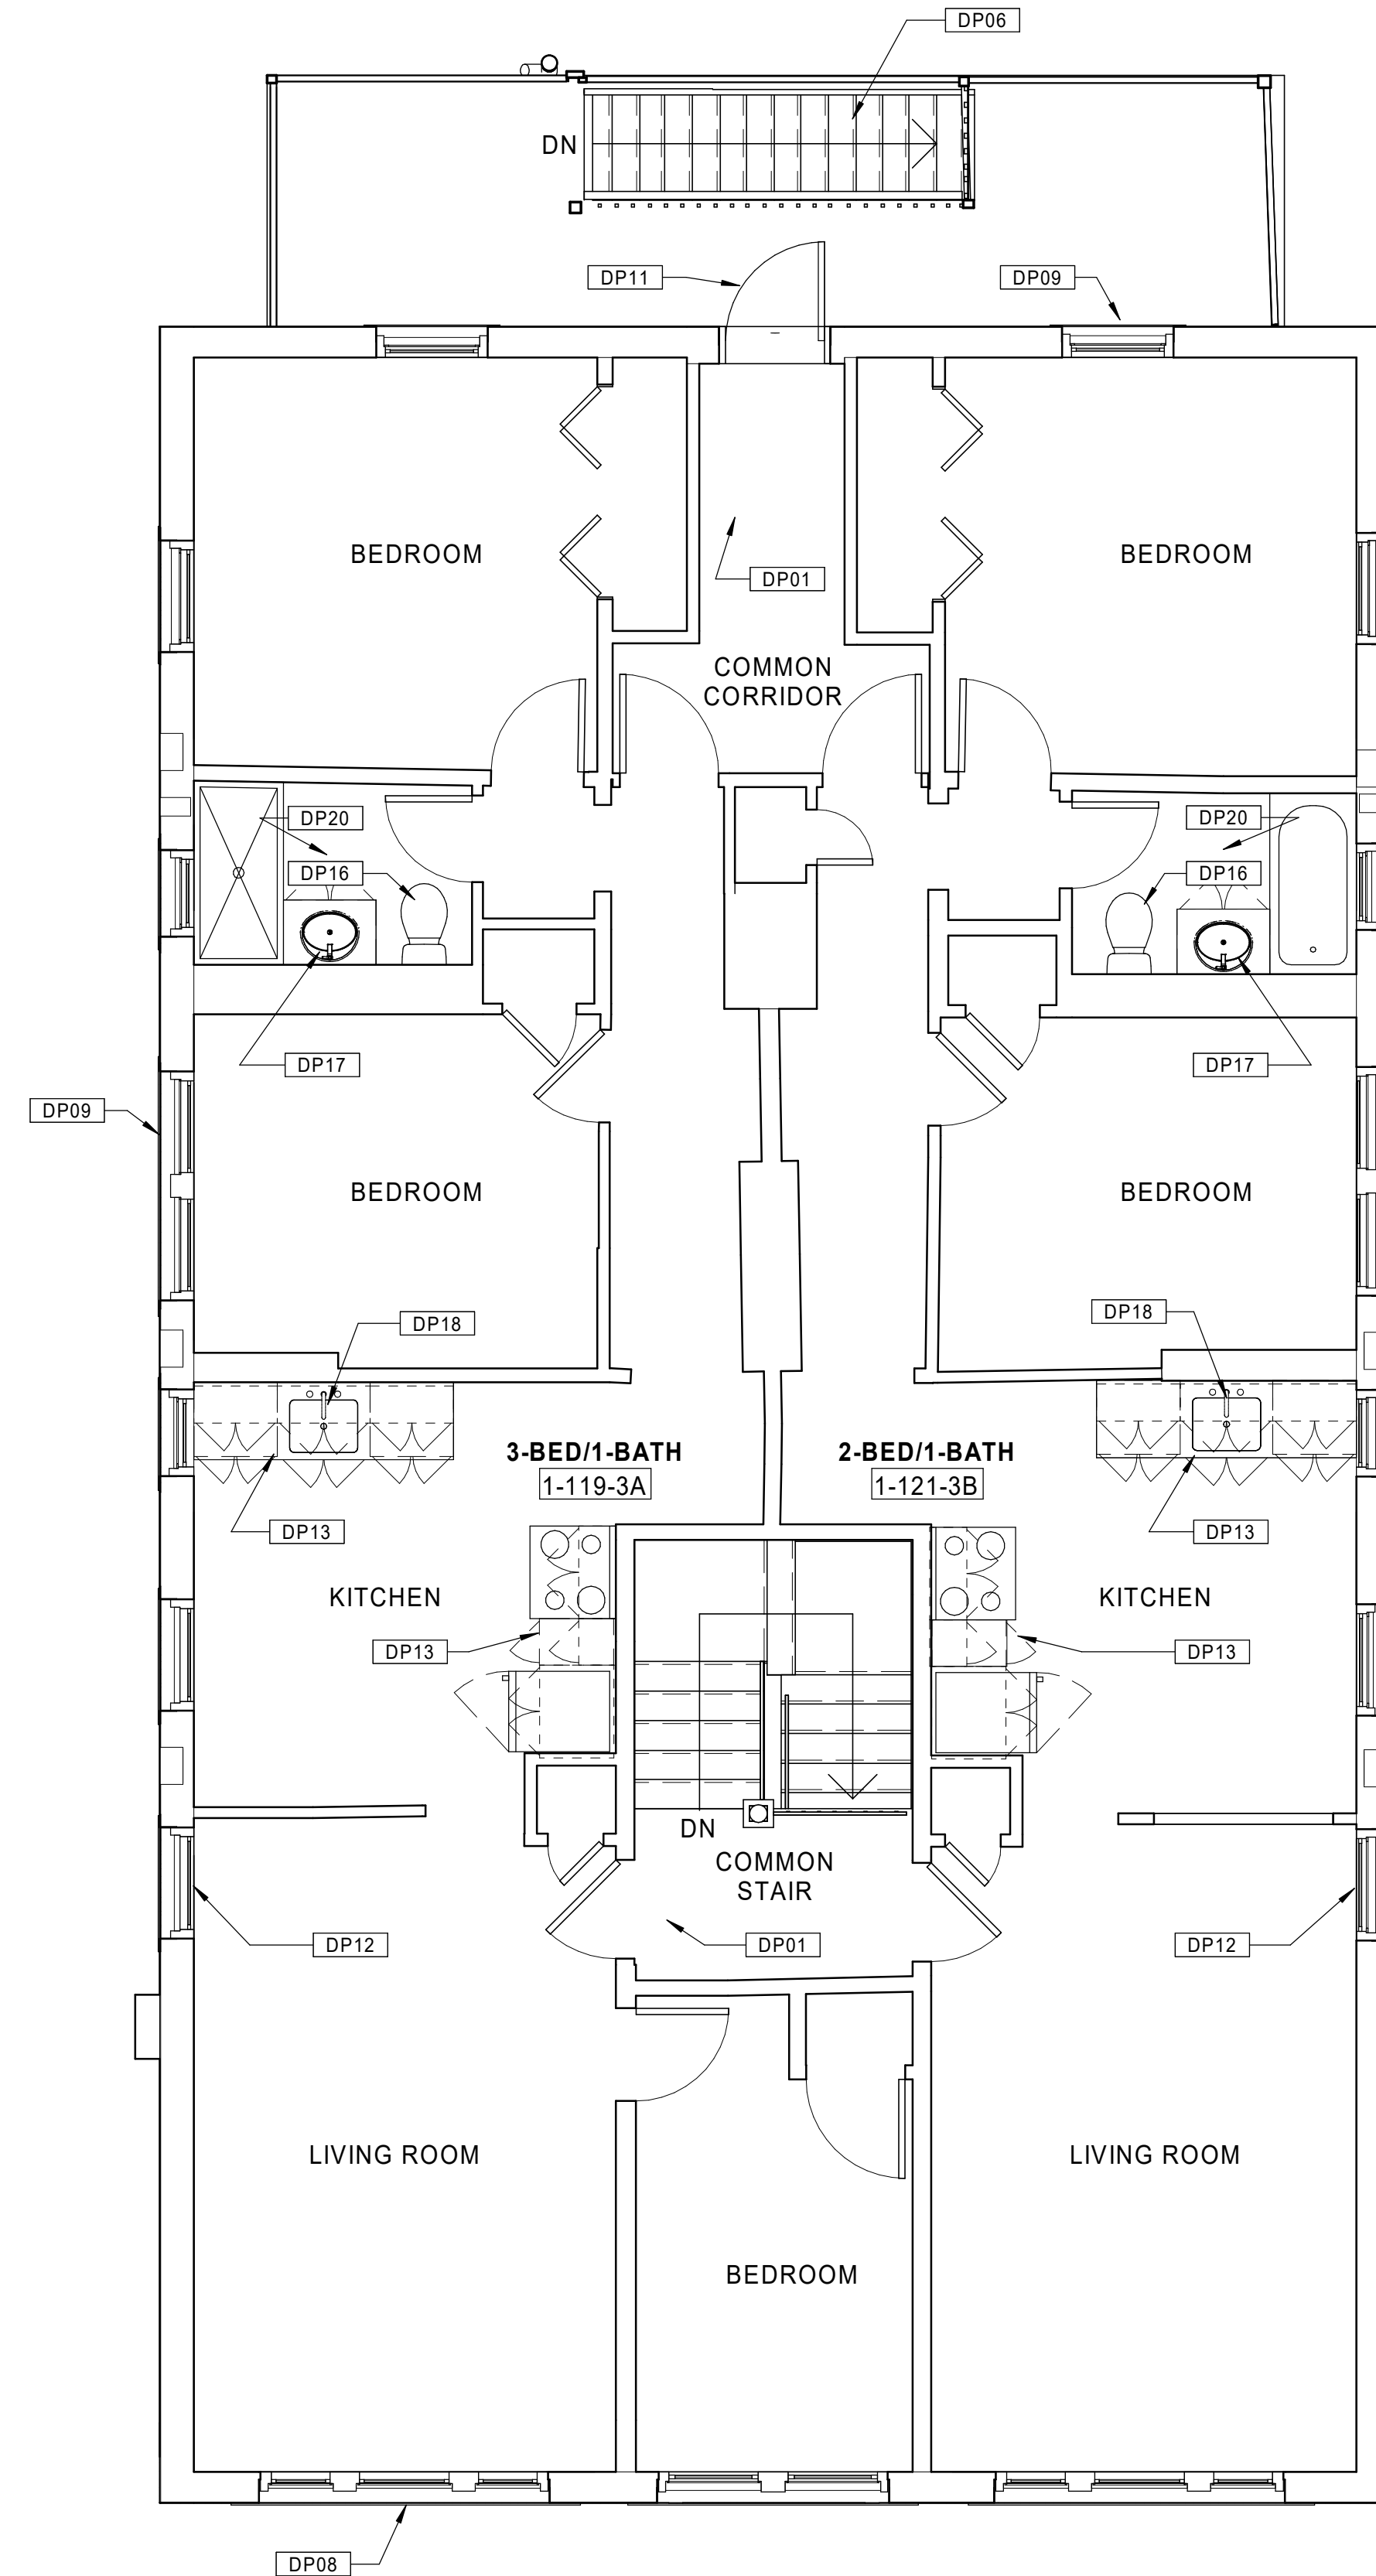 DP06
DN
DP11
DP09
BEDROOM
BEDROOM
DP01
COMMON
CORRIDOR
DP20
DP20
DP16
DP16
DP17
DP17
DP09
BEDROOM
BEDROOM
DP18
DP18
3-BED/1-BATH
2-BED/1-BATH
1-119-3A
1-121-3B
DP13
DP13
KITCHEN
KITCHEN
DP13
DP13
DN
COMMON
STAIR
DP12
DP01
DP12
LIVING ROOM
LIVING ROOM
BEDROOM
DP08